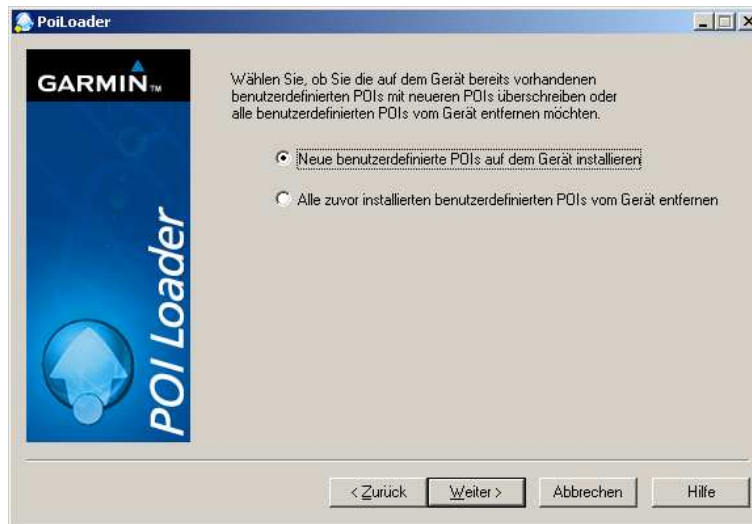 PoiLoader
GARMIN™
POI Loader
Wählen Sie, ob Sie die auf dem Gerät bereits vorhandenen
benutzerdefinierten POIs mit neueren POIs überschreiben oder
alle benutzerdefinierten POIs vom Gerät entfernen möchten.
Neue benutzerdefinierte POIs auf dem Gerät installieren
Alle zuvor installierten benutzerdefinierten POIs vom Gerät entfernen
< Zurück
Weiter >
Abbrechen
Hilfe